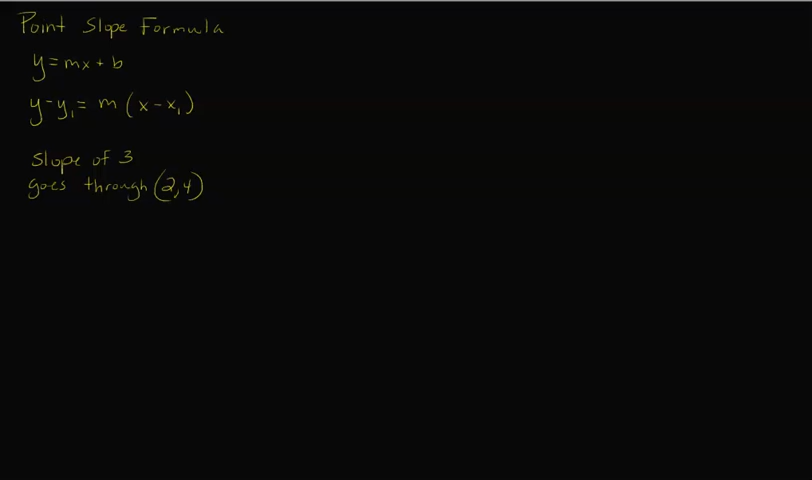 Point Slope Formula
y = mx + b
y - y₁ = m (x - x₁)
Slope of 3
goes through (2,4)